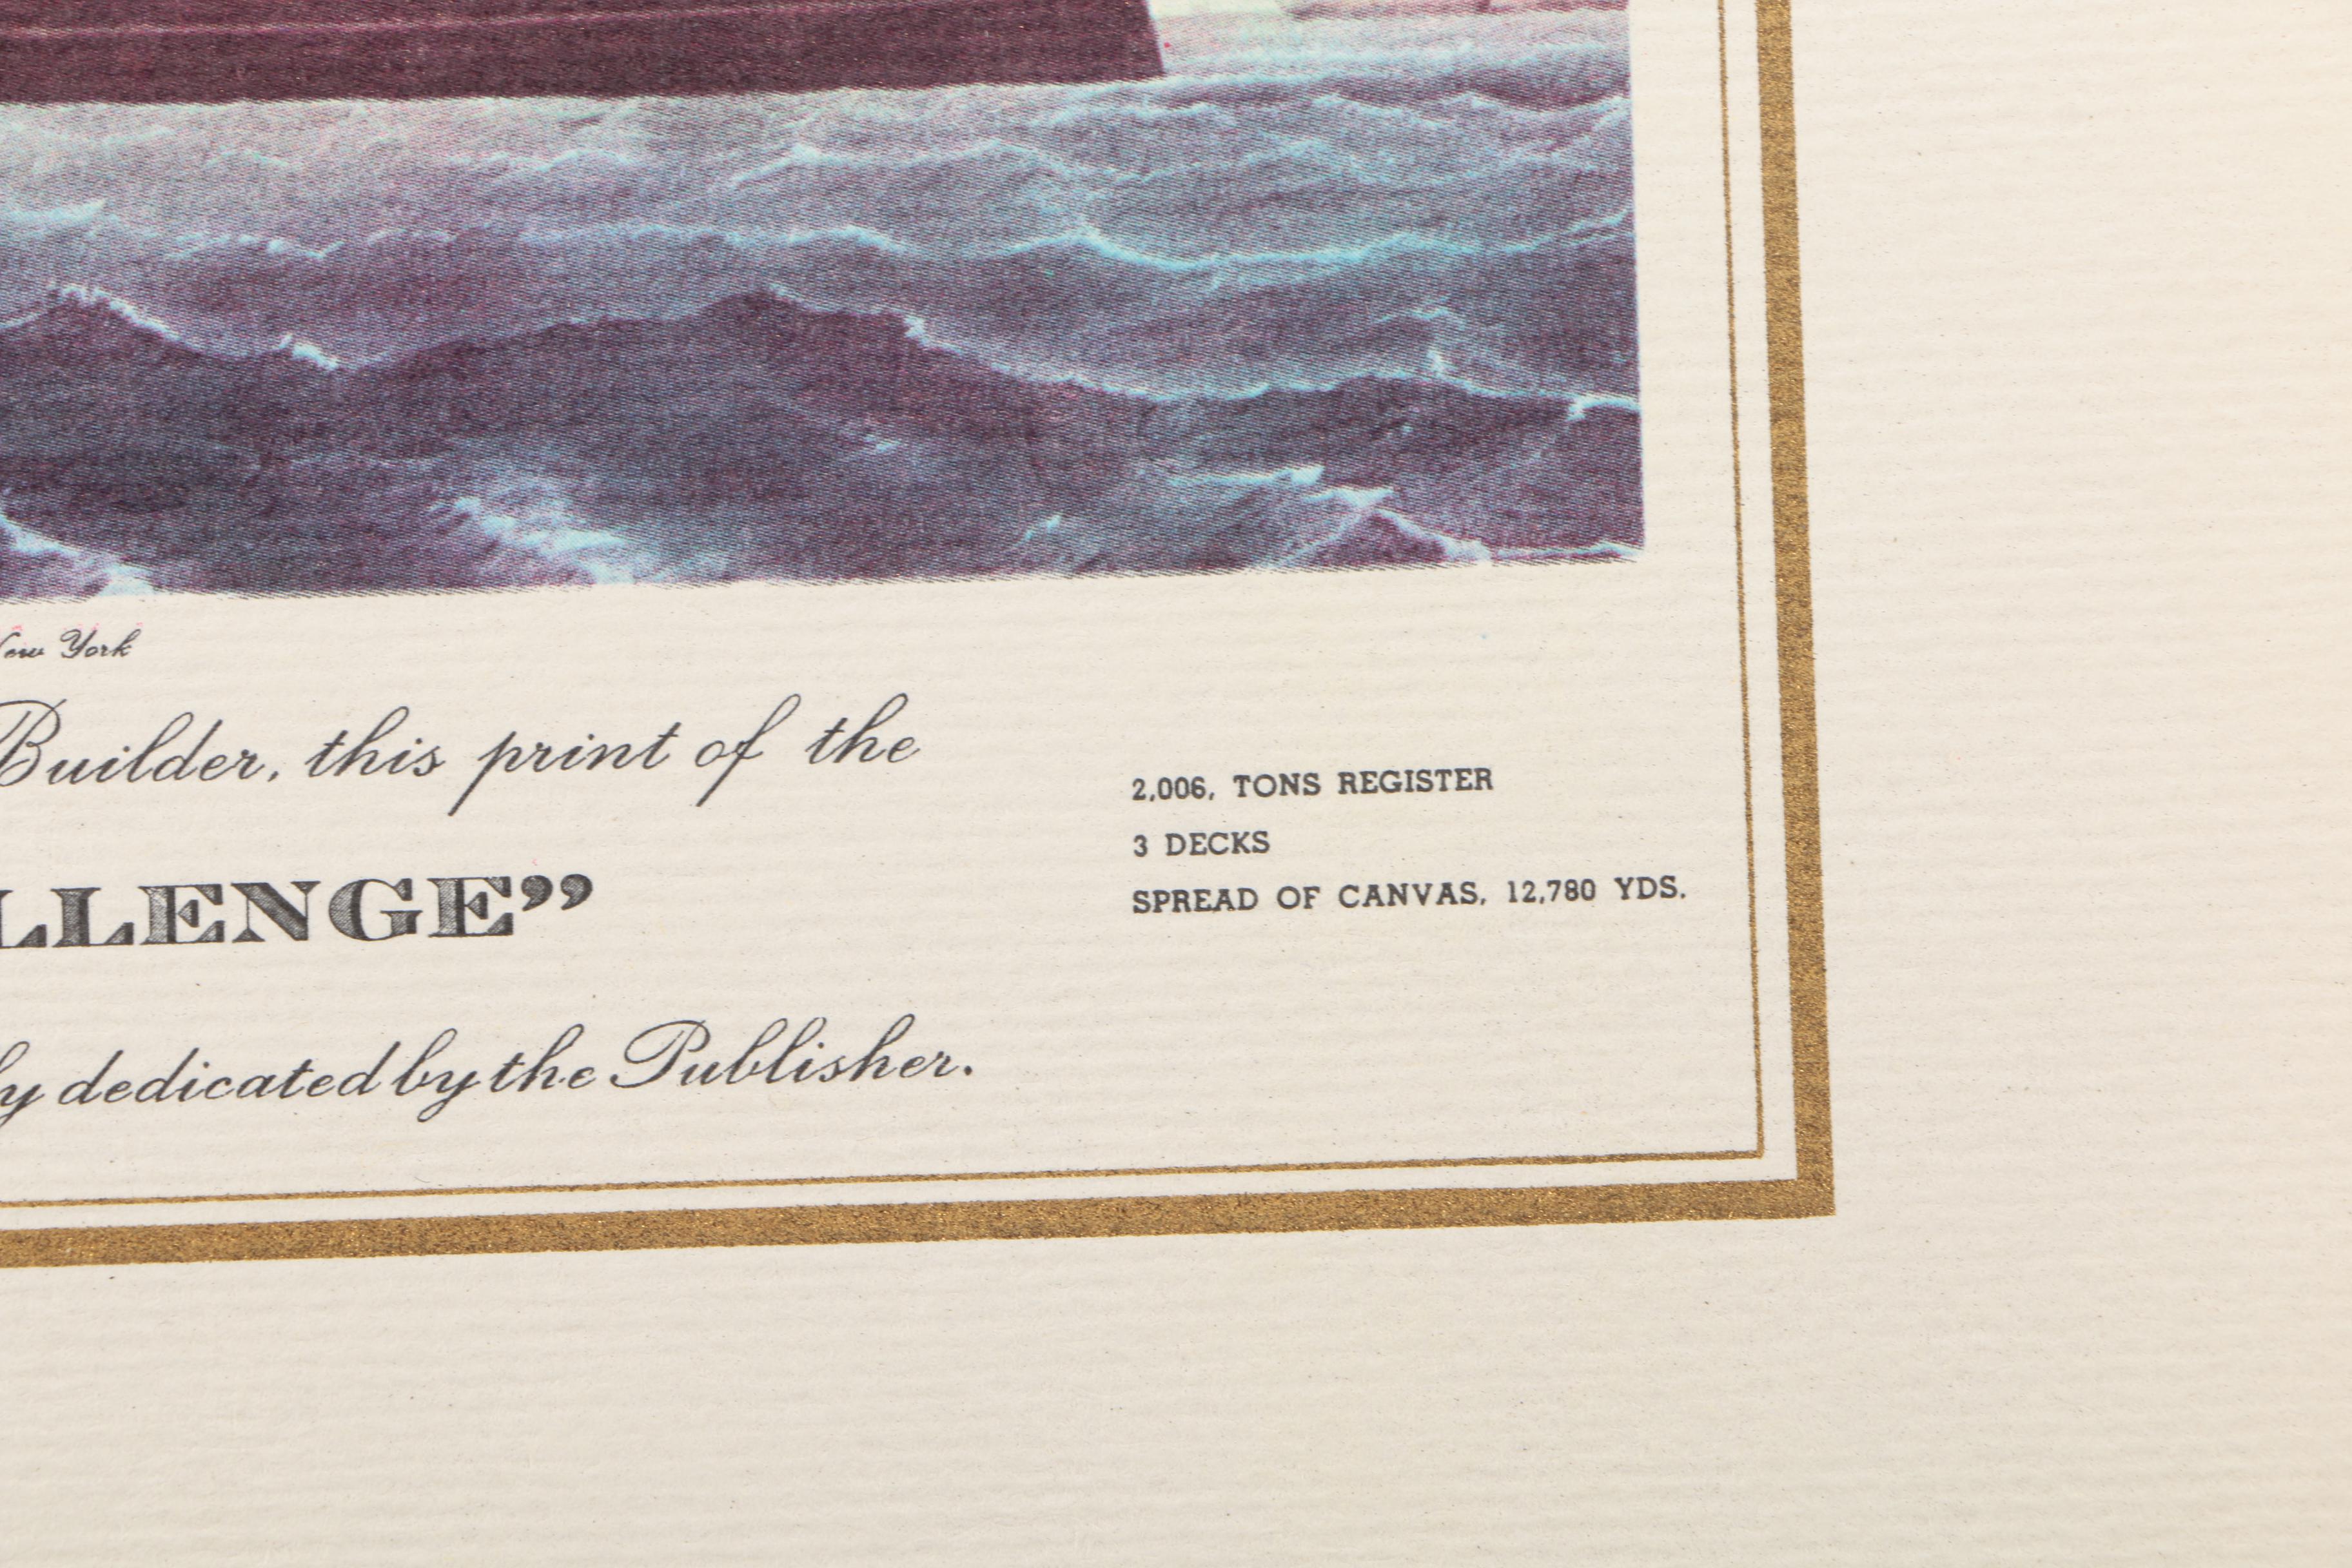 New York
Builder, this print of the
LLENGE”
2,006, TONS REGISTER
3 DECKS
SPREAD OF CANVAS, 12,780 YDS.
ly dedicated by the Publisher.